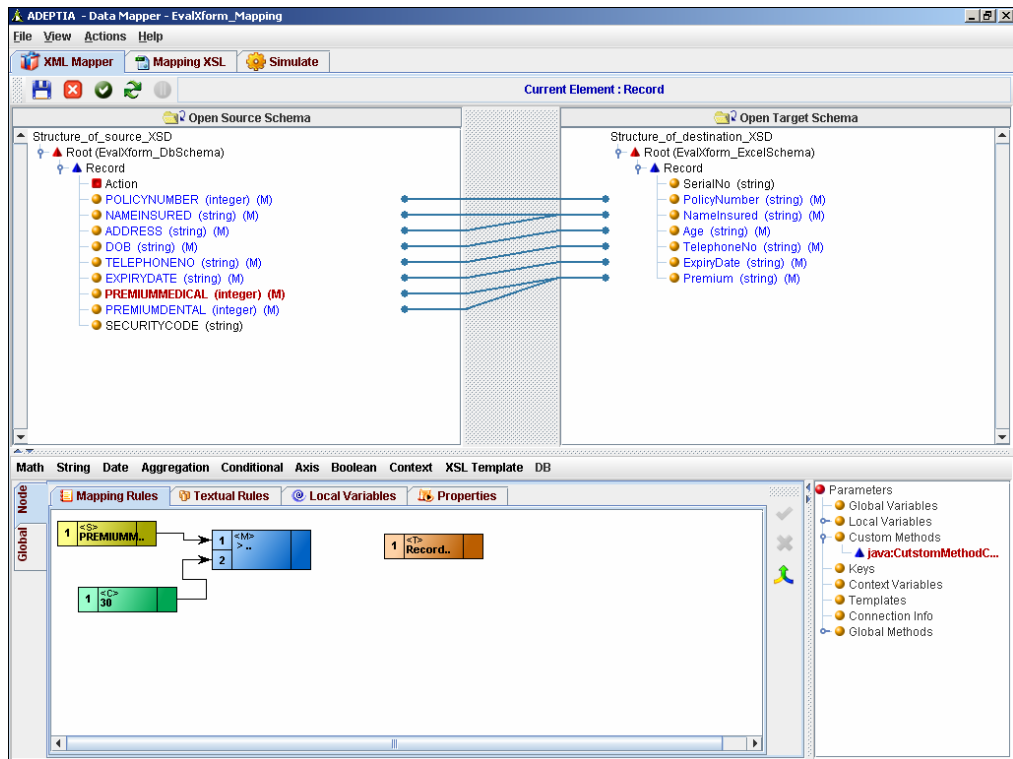 ADEPTIA - Data Mapper - EvalXform_Mapping
File View Actions Help
XML Mapper Mapping XSL Simulate
Current Element : Record
Open Source Schema Open Target Schema
Structure_of_source_XSD
Root (EvalXform_DbSchema)
Record
Action
POLICYNUMBER (integer) (M)
NAMEINSURED (string) (M)
ADDRESS (string) (M)
DOB (string) (M)
TELEPHONENO (string) (M)
EXPIRYDATE (string) (M)
PREMIUMMEDICAL (integer) (M)
PREMIUMDENTAL (integer) (M)
SECURITYCODE (string)
Structure_of_destination_XSD
Root (EvalXform_ExcelSchema)
Record
SerialNo (string)
PolicyNumber (string) (M)
NameInsured (string) (M)
Age (string) (M)
TelephoneNo (string) (M)
ExpiryDate (string) (M)
Premium (string) (M)
Math String Date Aggregation Conditional Axis Boolean Context XSL Template DB
Node
Global
Mapping Rules Textual Rules Local Variables Properties
1 <S> PREMIUMM..
1 <M> > ..
2
1 <C> 30
1 <T> Record..
Parameters
Global Variables
Local Variables
Custom Methods
java:CutstomMethodC...
Keys
Context Variables
Templates
Connection Info
Global Methods